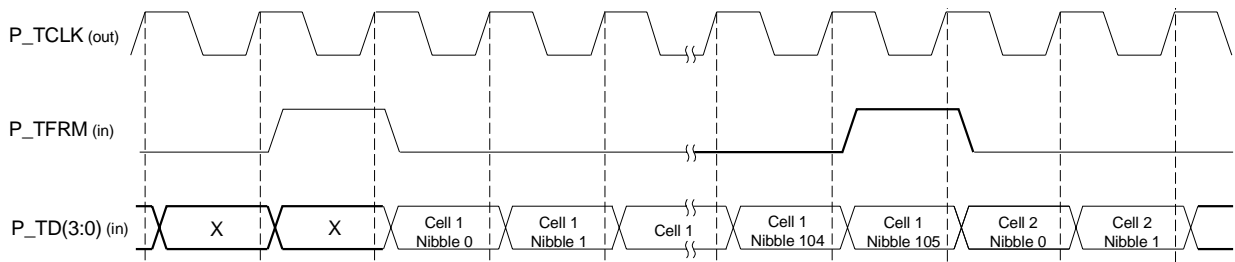 P_TCLK (out)
P_TFRM (in)
P_TD(3:0) (in)
X
X
Cell 1
Nibble 0
Cell 1
Nibble 1
Cell 1
Cell 1
Nibble 104
Cell 1
Nibble 105
Cell 2
Nibble 0
Cell 2
Nibble 1